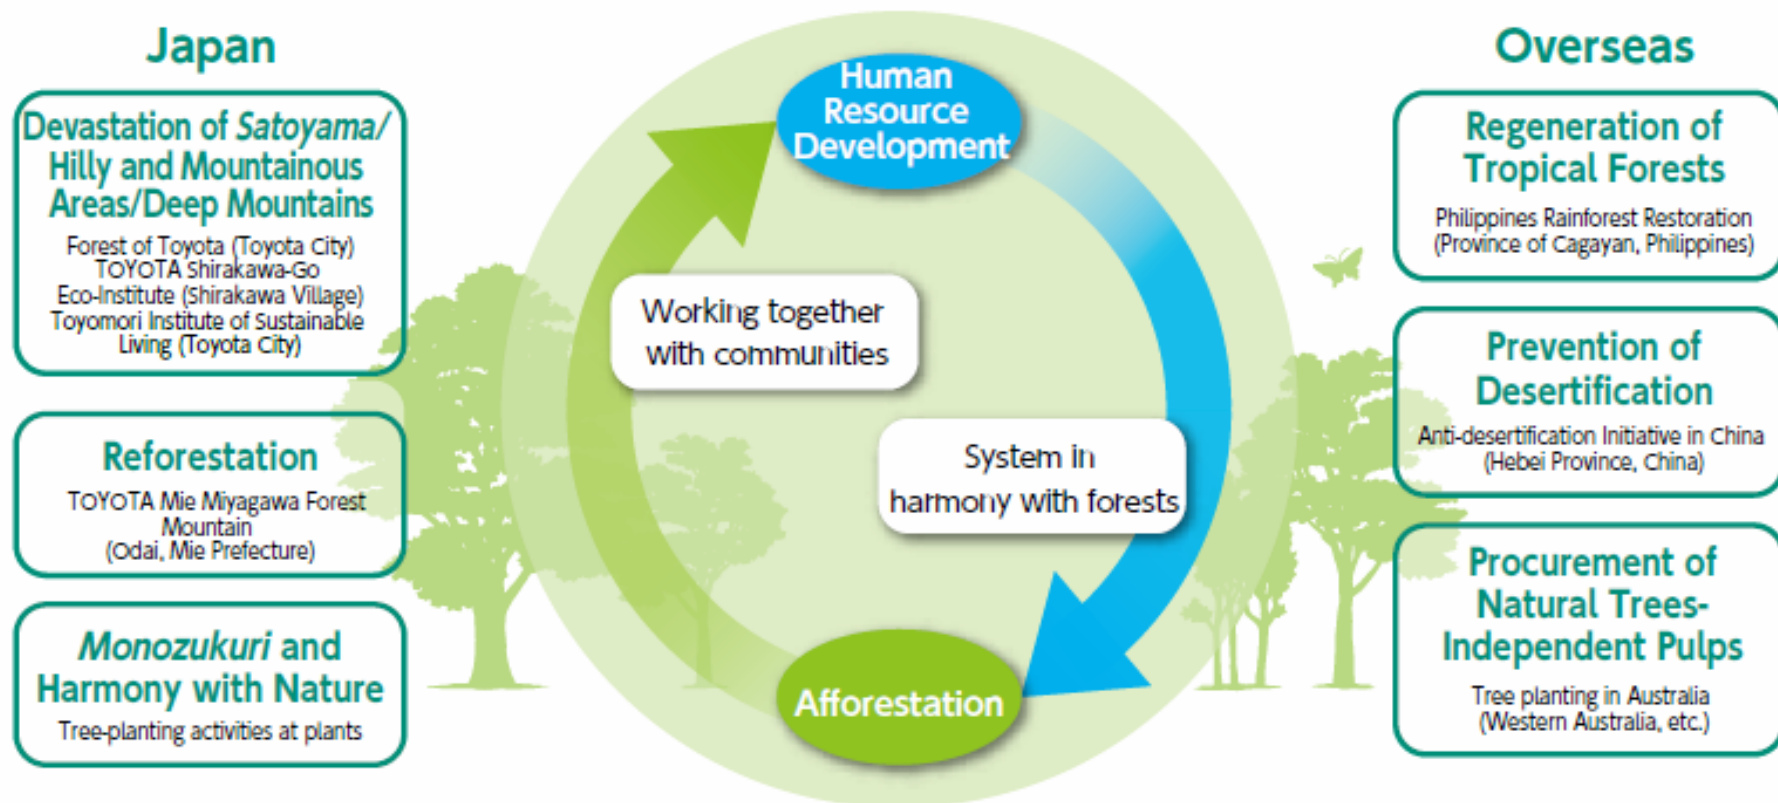 Japan
Devastation of Satoyama/
Hilly and Mountainous
Areas/Deep Mountains
Forest of Toyota (Toyota City)
TOYOTA Shirakawa-Go
Eco-Institute (Shirakawa Village)
Toyomori Institute of Sustainable
Living (Toyota City)
Reforestation
TOYOTA Mie Miyagawa Forest
Mountain
(Odai, Mie Prefecture)
Monozukuri and
Harmony with Nature
Tree-planting activities at plants
Human
Resource
Development
Working together
with communities
System in
harmony with forests
Afforestation
Overseas
Regeneration of
Tropical Forests
Philippines Rainforest Restoration
(Province of Cagayan, Philippines)
Prevention of
Desertification
Anti-desertification Initiative in China
(Hebei Province, China)
Procurement of
Natural Trees-
Independent Pulps
Tree planting in Australia
(Western Australia, etc.)